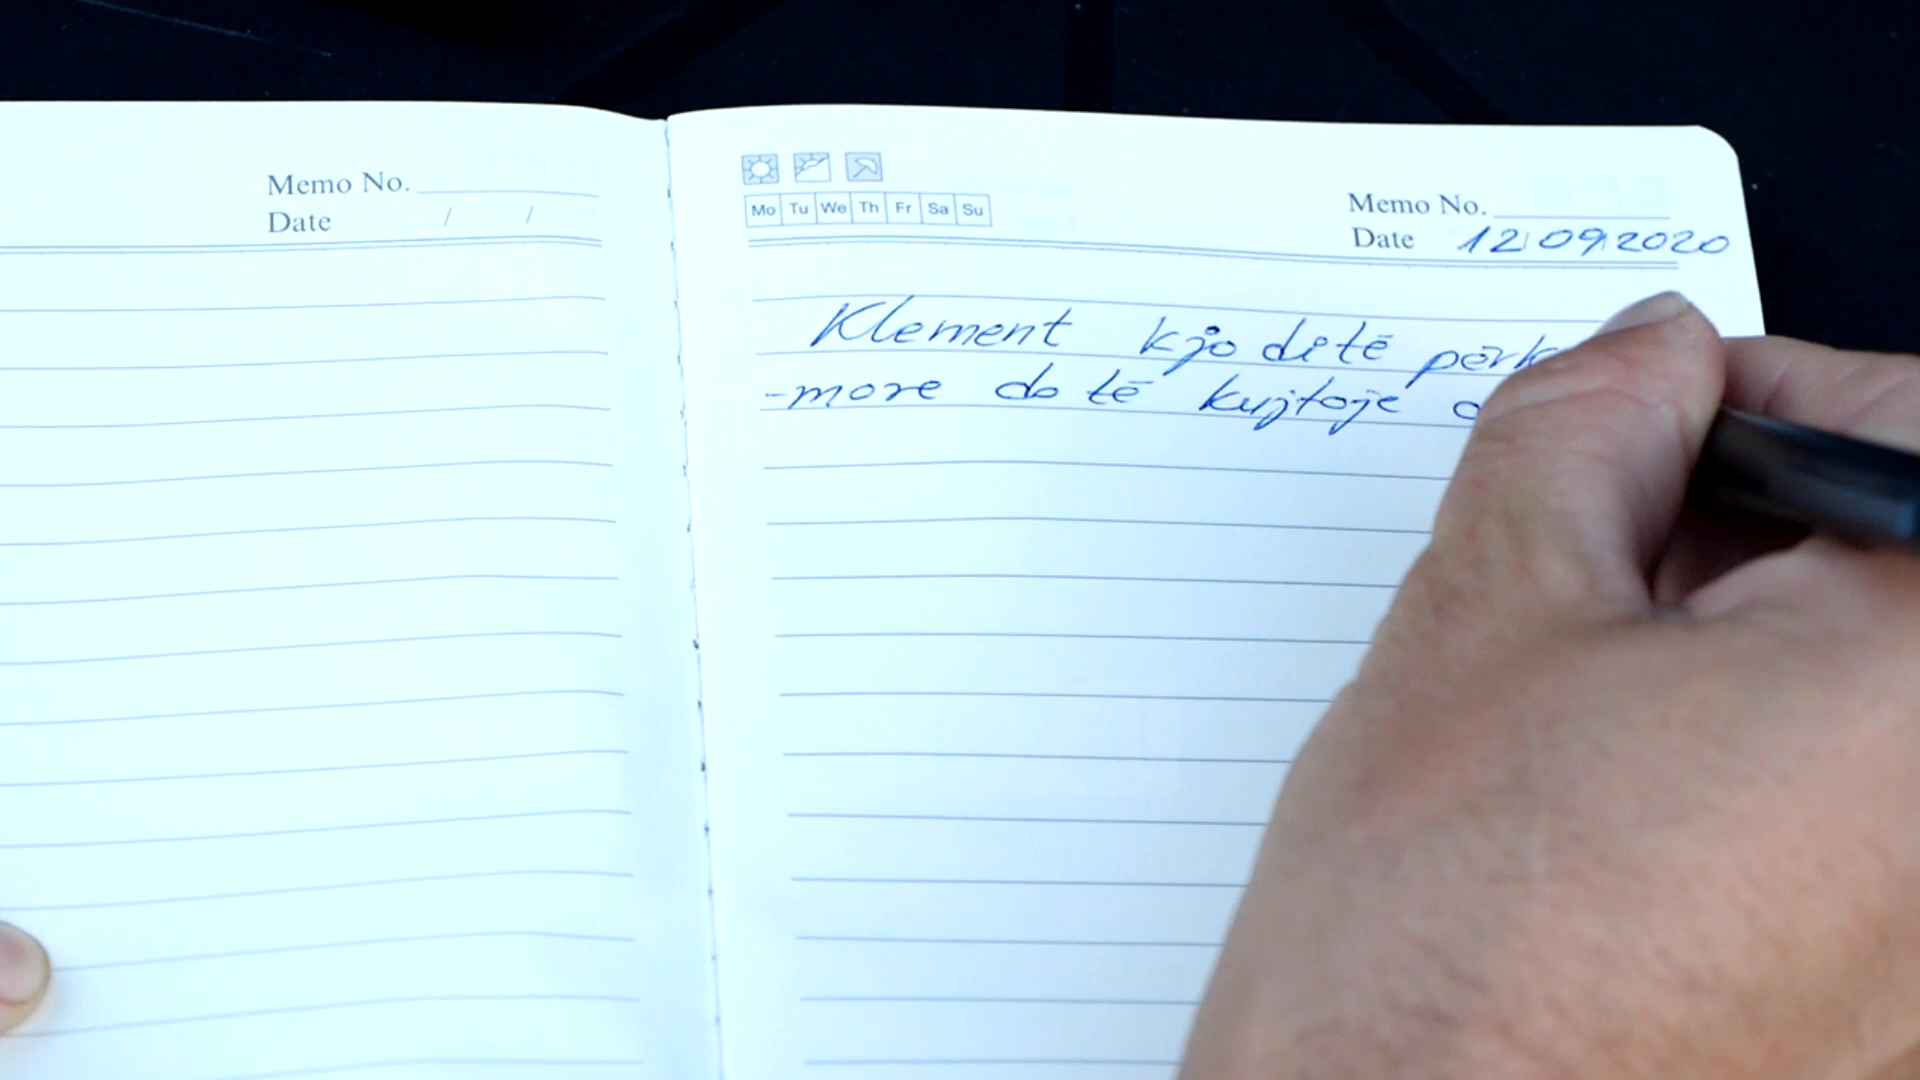 Memo No.
Date / /
Mo Tu We Th Fr Sa Su
Memo No.
Date 12/09/2020
Klement kjo ditë
-more do të kujtoje